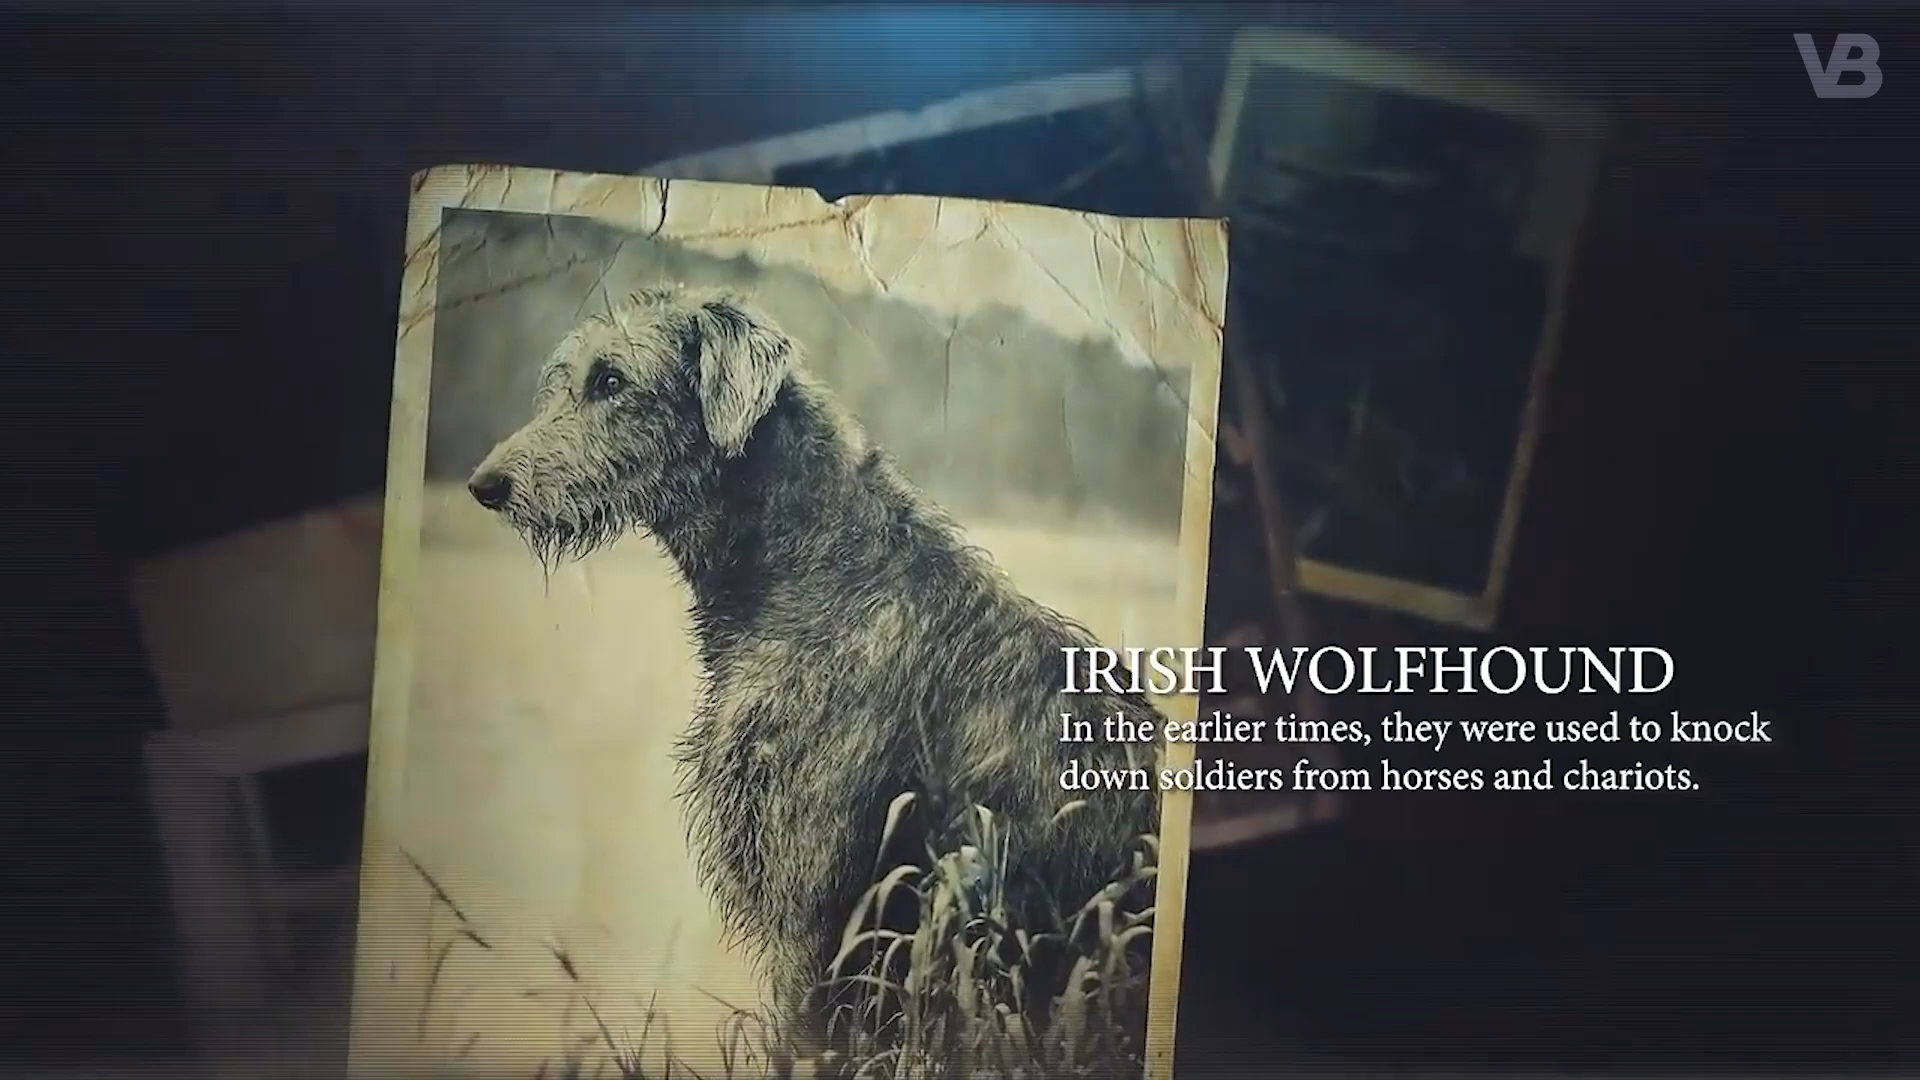 VB
IRISH WOLFHOUND
In the earlier times, they were used to knock
down soldiers from horses and chariots.